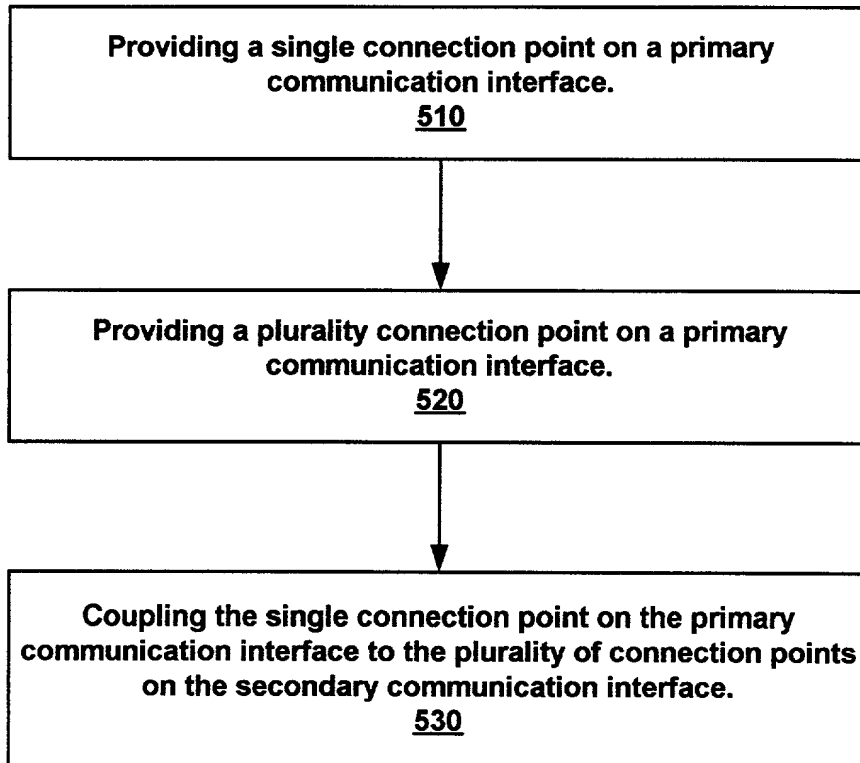 Providing a single connection point on a primary
communication interface.
510
Providing a plurality connection point on a primary
communication interface.
520
Coupling the single connection point on the primary
communication interface to the plurality of connection points
on the secondary communication interface.
530